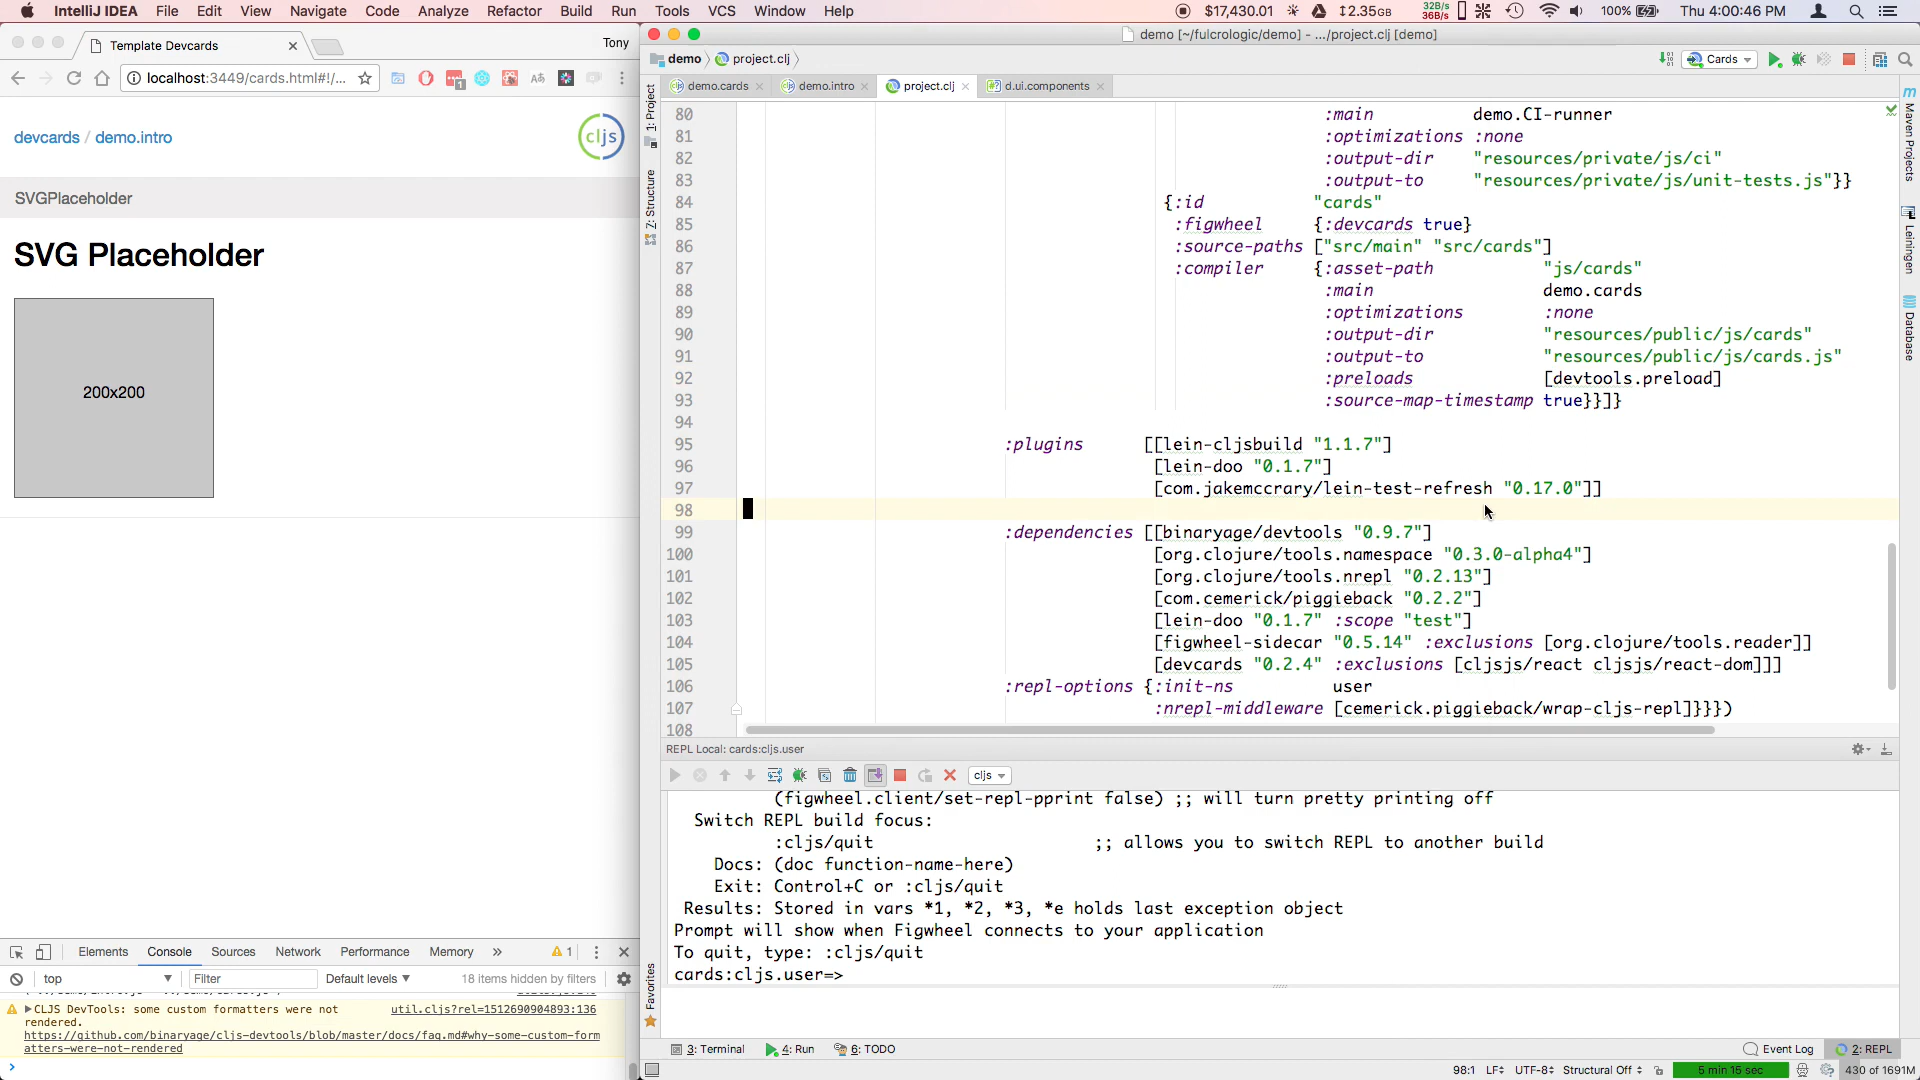 IntelliJ IDEA File Edit View Navigate Code Analyze Refactor Build Run Tools VCS Window Help $17,430.01 2.35GB 32B/s 36B/s 100% Thu 4:00:46 PM
Template Devcards Tony
localhost:3449/cards.html#!/...
devcards / demo.intro
cljs
SVGPlaceholder
SVG Placeholder
200x200
Elements Console Sources Network Performance Memory » 1
top Filter Default levels 18 items hidden by filters
CLJS DevTools: some custom formatters were not util.cljs?rel=1512690904893:136
rendered.
https://github.com/binaryage/cljs-devtools/blob/master/docs/faq.md#why-some-custom-form
atters-were-not-rendered
demo [~/fulcrologic/demo] - .../project.clj [demo]
demo project.clj Cards
demo.cards demo.intro project.clj d.ui.components
1: Project
Z: Structure
Favorites
Maven Projects
Leiningen
Database
80 :main demo.CI-runner
81 :optimizations :none
82 :output-dir "resources/private/js/ci"
83 :output-to "resources/private/js/unit-tests.js"}}
84 {:id "cards"
85 :figwheel {:devcards true}
86 :source-paths ["src/main" "src/cards"]
87 :compiler {:asset-path "js/cards"
88 :main demo.cards
89 :optimizations :none
90 :output-dir "resources/public/js/cards"
91 :output-to "resources/public/js/cards.js"
92 :preloads [devtools.preload]
93 :source-map-timestamp true}}]}
94
95 :plugins [[lein-cljsbuild "1.1.7"]
96 [lein-doo "0.1.7"]
97 [com.jakemccrary/lein-test-refresh "0.17.0"]]
98
99 :dependencies [[binaryage/devtools "0.9.7"]
100 [org.clojure/tools.namespace "0.3.0-alpha4"]
101 [org.clojure/tools.nrepl "0.2.13"]
102 [com.cemerick/piggieback "0.2.2"]
103 [lein-doo "0.1.7" :scope "test"]
104 [figwheel-sidecar "0.5.14" :exclusions [org.clojure/tools.reader]]
105 [devcards "0.2.4" :exclusions [cljsjs/react cljsjs/react-dom]]]
106 :repl-options {:init-ns user
107 :nrepl-middleware [cemerick.piggieback/wrap-cljs-repl]}}})
108
REPL Local: cards:cljs.user
cljs
(figwheel.client/set-repl-pprint false) ;; will turn pretty printing off
Switch REPL build focus:
:cljs/quit ;; allows you to switch REPL to another build
Docs: (doc function-name-here)
Exit: Control+C or :cljs/quit
Results: Stored in vars *1, *2, *3, *e holds last exception object
Prompt will show when Figwheel connects to your application
To quit, type: :cljs/quit
cards:cljs.user=>
3: Terminal 4: Run 6: TODO Event Log 2: REPL
98:1 LF UTF-8 Structural Off 5 min 15 sec 430 of 1691M